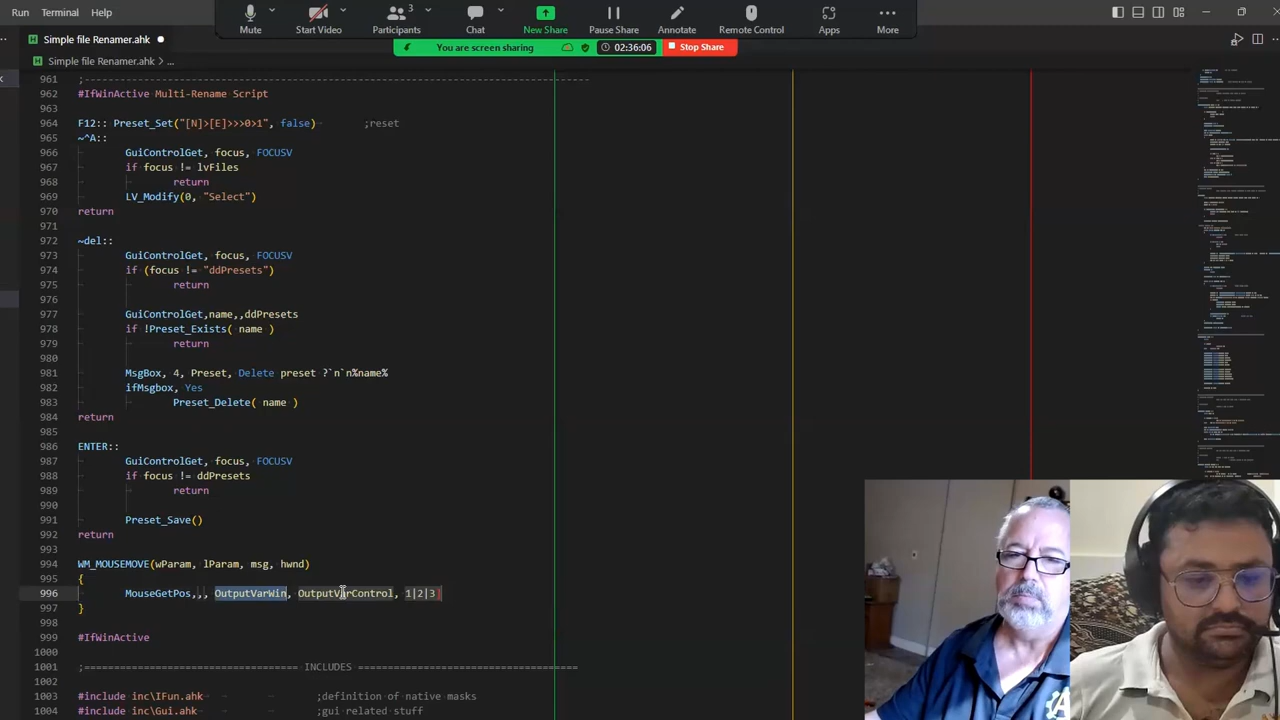 Run Terminal Help
Mute Start Video Participants 3 Chat New Share Pause Share Annotate Remote Control Apps More
You are screen sharing 02:36:06 Stop Share
Simple file Renamer.ahk
Simple file Renamer.ahk > ...
961 ;-----------------------------------------------------------------------------------
962 #IfWinActive Multi-Rename Script
963
964 F12:: Preset_Set("[N]>[E]>>>0>1", false) ;reset
965 ~^A::
966 GuiControlGet, focus, FOCUSV
967 if focus != lvFiles
968 return
969 LV_Modify(0, "Select")
970 return
971
972 ~del::
973 GuiControlGet, focus, FOCUSV
974 if (focus != "ddPresets")
975 return
976
977 GuiControlGet,name,,ddPresets
978 if !Preset_Exists( name )
979 return
980
981 MsgBox, 4, Preset, Delete preset ?`n`n%name%
982 ifMsgbox, Yes
983 Preset_Delete( name )
984 return
985
986 ENTER::
987 GuiControlGet, focus, FOCUSV
988 if focus != ddPresets
989 return
990
991 Preset_Save()
992 return
993
994 WM_MOUSEMOVE(wParam, lParam, msg, hwnd)
995 {
996 MouseGetPos,,, OutputVarWin, OutputVarControl, 1|2|3]
997 }
998
999 #IfWinActive
1000
1001 ;=================================== INCLUDES ===================================
1003 #include inc\IFun.ahk ;definition of native masks
1004 #include inc\Gui.ahk ;gui related stuff